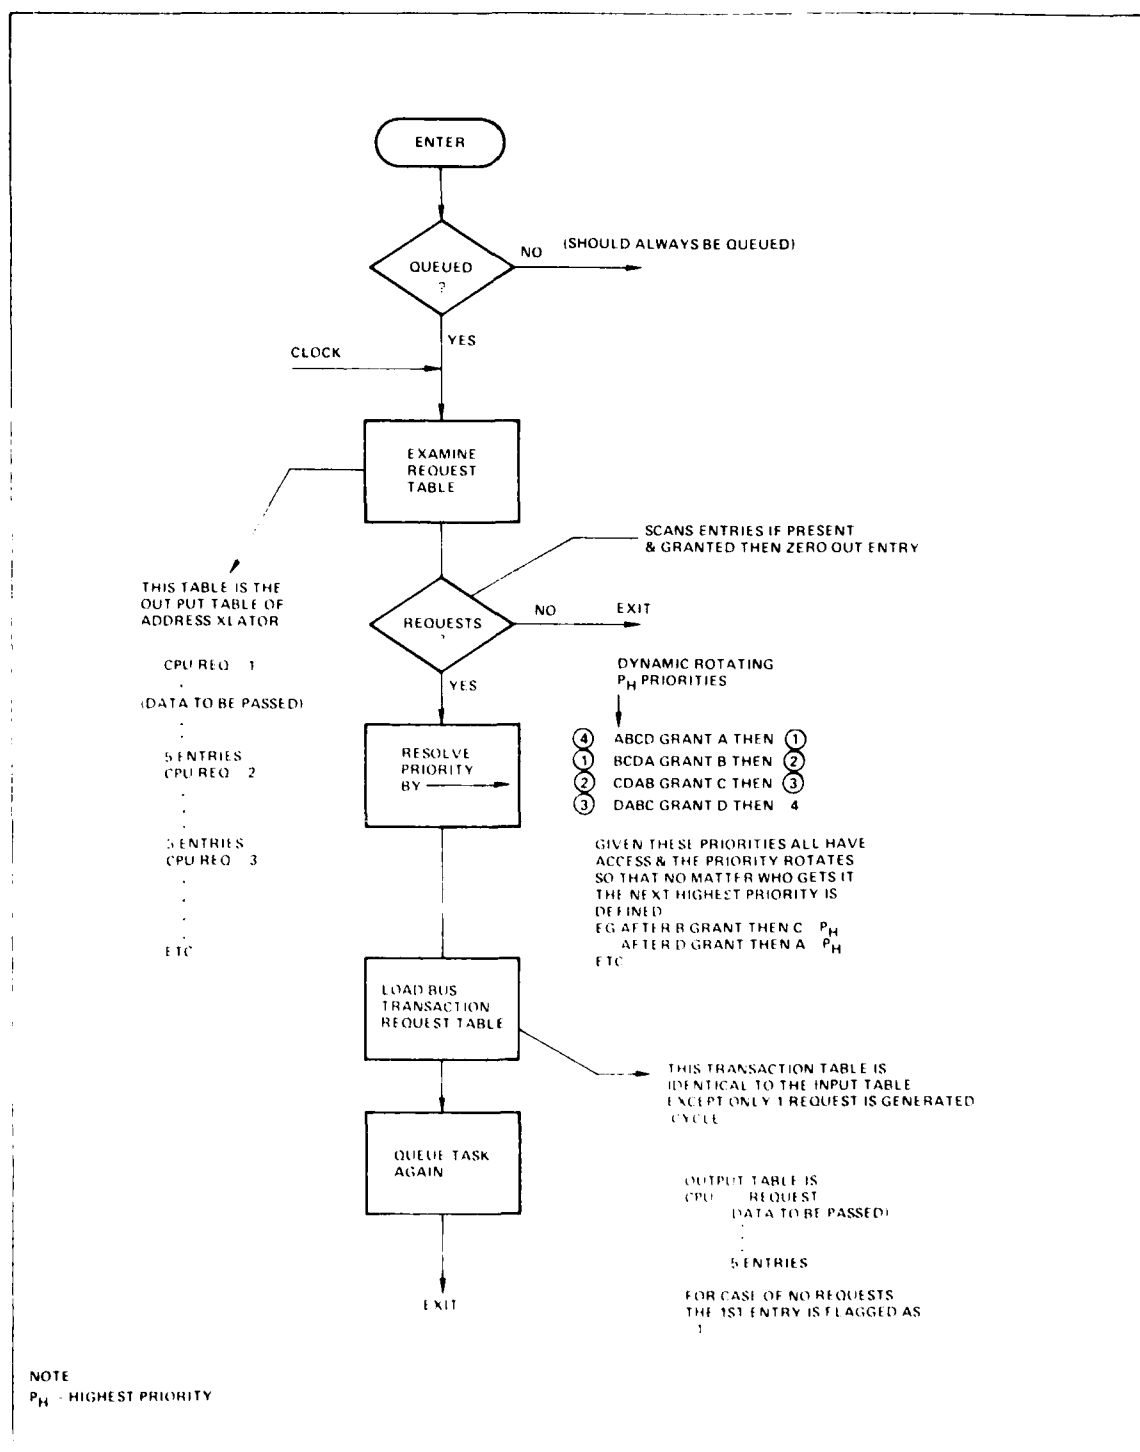 ENTER
QUEUED
?
NO (SHOULD ALWAYS BE QUEUED)
YES
CLOCK
EXAMINE
REQUEST
TABLE
SCANS ENTRIES IF PRESENT
& GRANTED THEN ZERO OUT ENTRY
THIS TABLE IS THE
OUT PUT TABLE OF
ADDRESS XLATOR
CPU REQ 1
.
(DATA TO BE PASSED)
.
.
5 ENTRIES
CPU REQ 2
.
.
.
5 ENTRIES
CPU REQ 3
.
.
.
.
ETC
REQUESTS
?
NO EXIT
YES
DYNAMIC ROTATING
PH PRIORITIES
RESOLVE
PRIORITY
BY
4 ABCD GRANT A THEN 1
1 BCDA GRANT B THEN 2
2 CDAB GRANT C THEN 3
3 DABC GRANT D THEN 4
GIVEN THESE PRIORITIES ALL HAVE
ACCESS & THE PRIORITY ROTATES
SO THAT NO MATTER WHO GETS IT
THE NEXT HIGHEST PRIORITY IS
DEFINED
EG AFTER B GRANT THEN C PH
AFTER D GRANT THEN A PH
ETC
LOAD BUS
TRANSACTION
REQUEST TABLE
THIS TRANSACTION TABLE IS
IDENTICAL TO THE INPUT TABLE
EXCEPT ONLY 1 REQUEST IS GENERATED
CYCLE
QUEUE TASK
AGAIN
OUTPUT TABLE IS
CPU REQUEST
DATA TO BE PASSED)
.
.
5 ENTRIES
EXIT
FOR CASE OF NO REQUESTS
THE 1ST ENTRY IS FLAGGED AS
1
NOTE
PH - HIGHEST PRIORITY